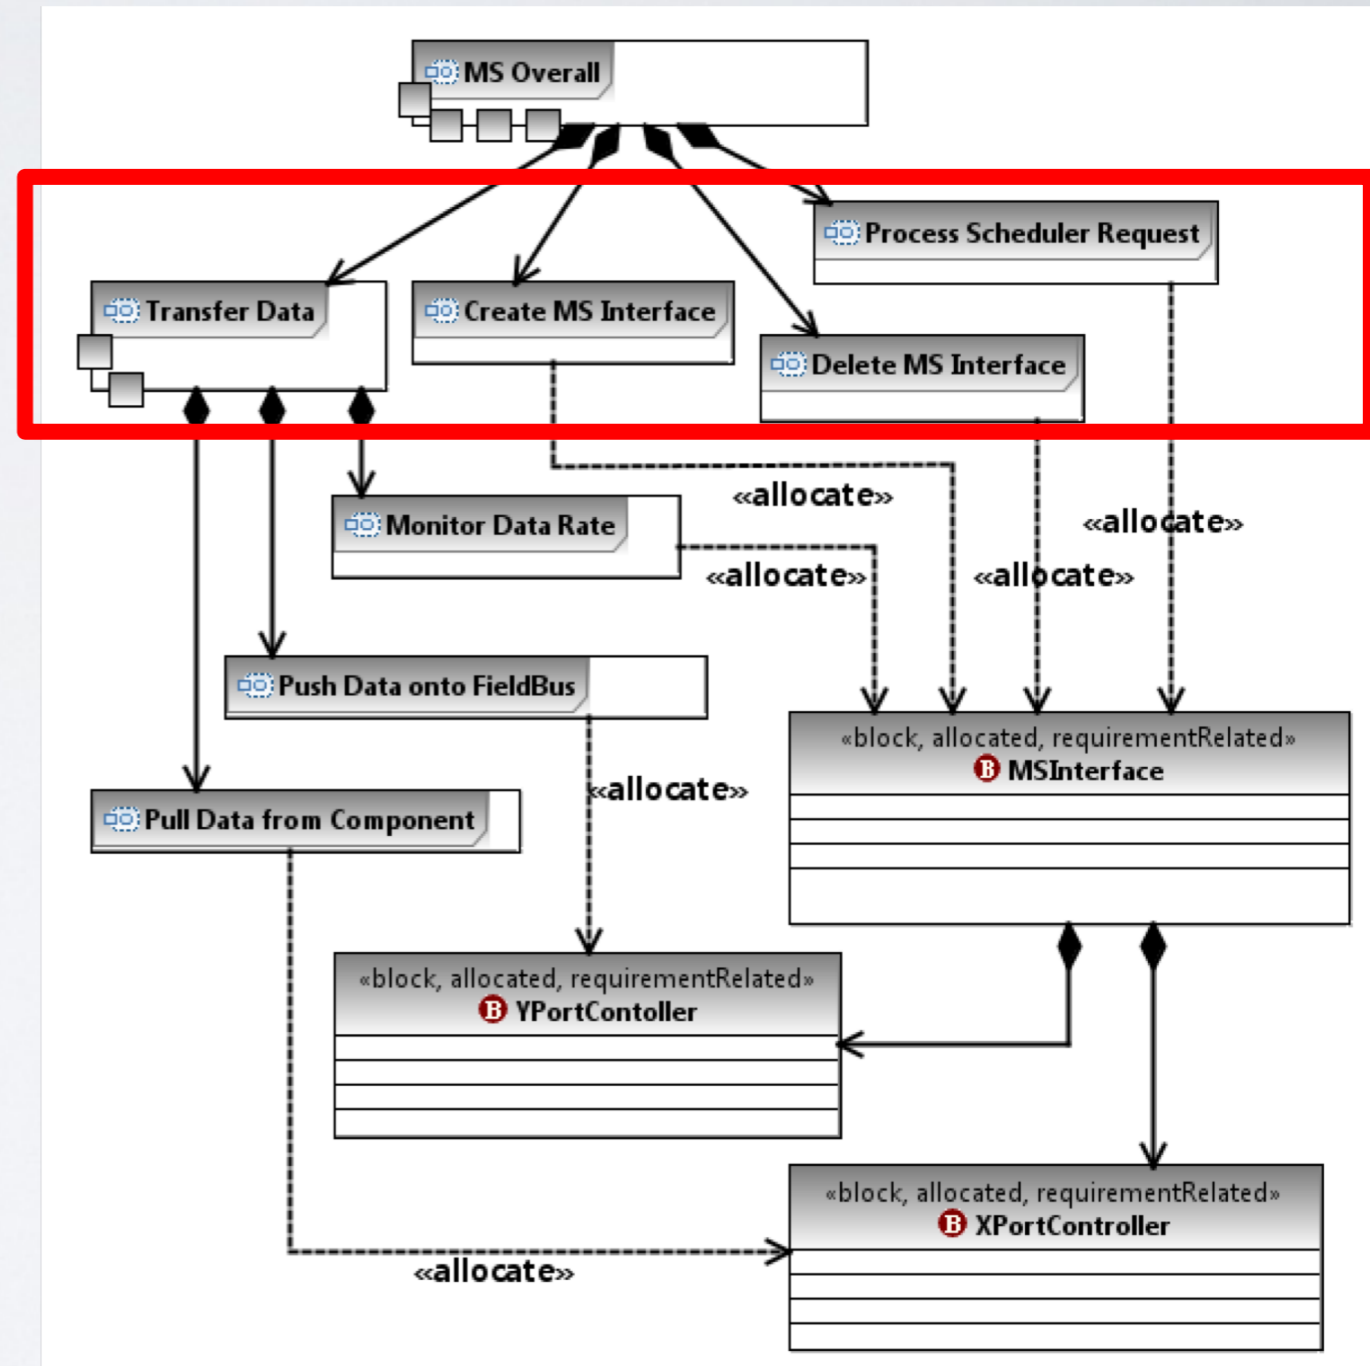 MS Overall
Process Scheduler Request
Transfer Data
Create MS Interface
Delete MS Interface
«allocate»
«allocate»
Monitor Data Rate
«allocate»
«allocate»
Push Data onto FieldBus
«block, allocated, requirementRelated»
B MSInterface
«allocate»
Pull Data from Component
«block, allocated, requirementRelated»
B YPortContoller
«block, allocated, requirementRelated»
B XPortController
«allocate»